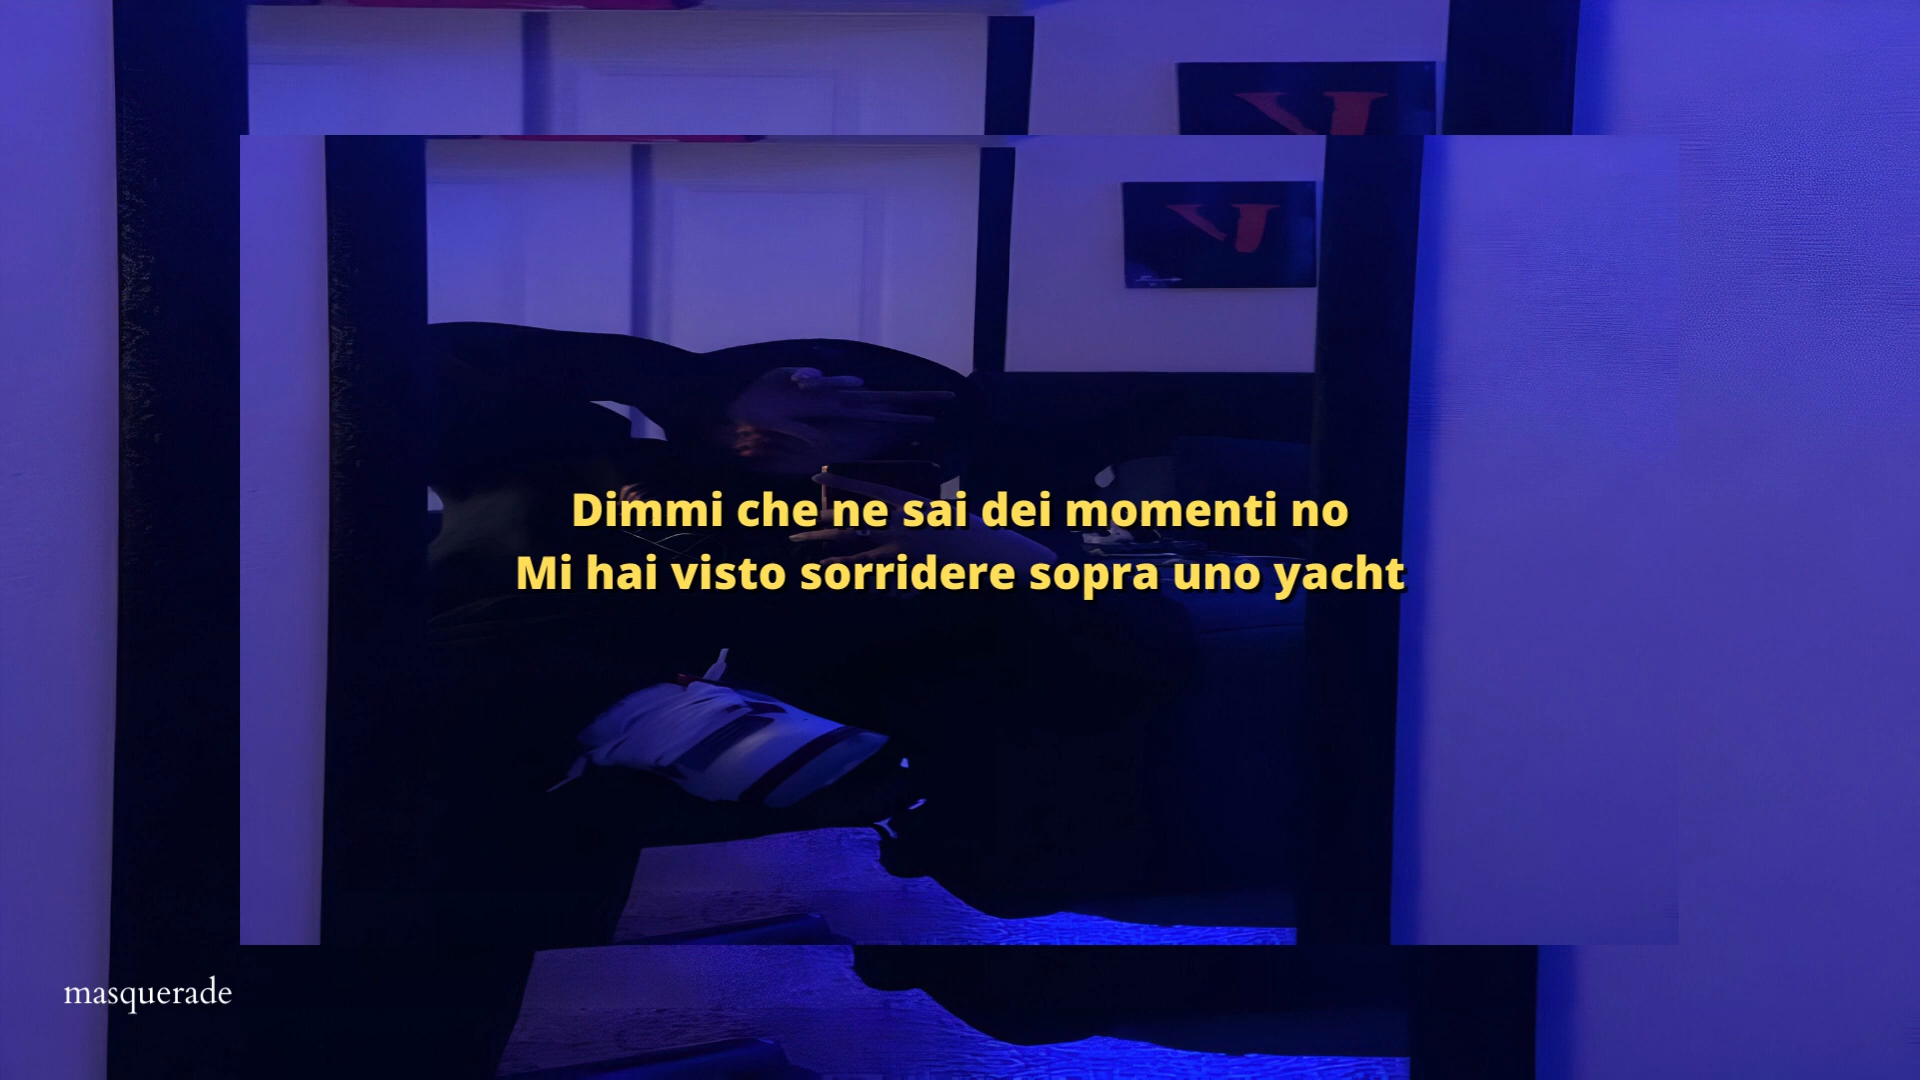 Dimmi che ne sai dei momenti no
Mi hai visto sorridere sopra uno yacht
masquerade